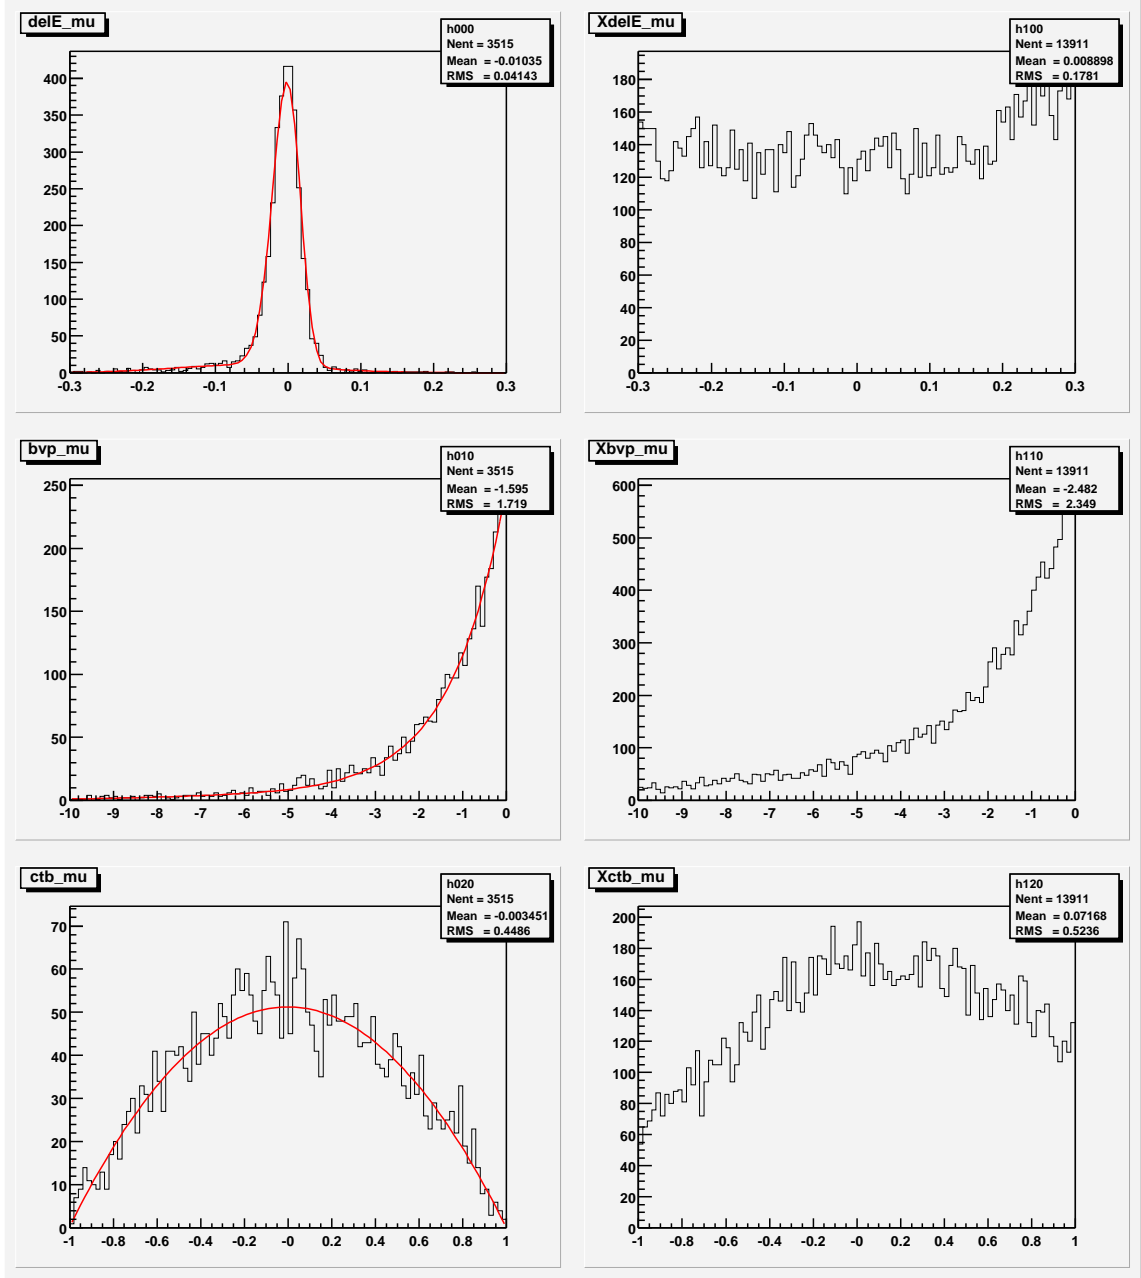 delE_mu
h000
Nent = 3515
Mean = -0.01035
RMS = 0.04143
400
350
300
250
200
150
100
50
0
-0.3 -0.2 -0.1 0 0.1 0.2 0.3
XdelE_mu
h100
Nent = 13911
Mean = 0.008898
RMS = 0.1781
180
160
140
120
100
80
60
40
20
0
-0.3 -0.2 -0.1 0 0.1 0.2 0.3
bvp_mu
h010
Nent = 3515
Mean = -1.595
RMS = 1.719
250
200
150
100
50
0
-10 -9 -8 -7 -6 -5 -4 -3 -2 -1 0
Xbvp_mu
h110
Nent = 13911
Mean = -2.482
RMS = 2.349
600
500
400
300
200
100
0
-10 -9 -8 -7 -6 -5 -4 -3 -2 -1 0
ctb_mu
h020
Nent = 3515
Mean = -0.003451
RMS = 0.4486
70
60
50
40
30
20
10
0
-1 -0.8 -0.6 -0.4 -0.2 -0 0.2 0.4 0.6 0.8 1
Xctb_mu
h120
Nent = 13911
Mean = 0.07168
RMS = 0.5236
200
180
160
140
120
100
80
60
40
20
0
-1 -0.8 -0.6 -0.4 -0.2 -0 0.2 0.4 0.6 0.8 1